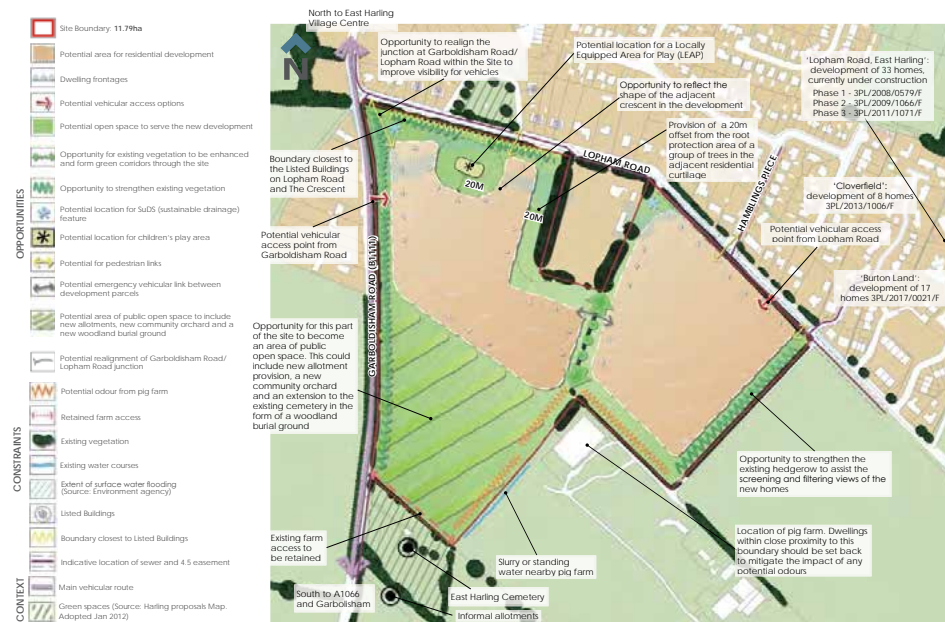 Site Boundary: 11.79ha
Potential area for residential development
Dwelling frontages
Potential vehicular access options
Potential open space to serve the new development
Opportunity for existing vegetation to be enhanced
and form green corridors through the site
Opportunity to strengthen existing vegetation
Potential location for SuDS (sustainable drainage)
feature
Potential location for children's play area
Potential for pedestrian links
Potential emergency vehicular link between
development parcels
Potential area of public open space to include
new allotments, new community orchard and a
new woodland burial ground
Potential realignment of Garboldisham Road/
Lopham Road junction
OPPORTUNITIES
Potential odour from pig farm
Retained farm access
Existing vegetation
Existing water courses
Extent of surface water flooding
(Source: Environment agency)
Listed Buildings
Boundary closest to Listed Buildings
Indicative location of sewer and 4.5 easement
CONSTRAINTS
Main vehicular route
Green spaces (Source: Harling proposals Map.
Adopted Jan 2012)
CONTEXT
North to East Harling
Village Centre
N
Opportunity to realign the
junction at Garboldisham Road/
Lopham Road within the Site to
improve visibility for vehicles
Potential location for a Locally
Equipped Area for Play (LEAP)
Opportunity to reflect the
shape of the adjacent
crescent in the development
Provision of a 20m
offset from the root
protection area of a
group of trees in the
adjacent residential
curtilage
'Lopham Road, East Harling':
development of 33 homes,
currently under construction
Phase 1 - 3PL/2008/0579/F
Phase 2 - 3PL/2009/1066/F
Phase 3 - 3PL/2011/1071/F
Boundary closest to
the Listed Buildings
on Lopham Road
and The Crescent
LOPHAM ROAD
20M
20M
HAMBLINGS PIECE
'Cloverfield':
development of 8 homes
3PL/2013/1006/F
Potential vehicular
access point from
Garboldisham Road
Potential vehicular access
point from Lopham Road
'Burton Land':
development of 17
homes 3PL/2017/0021/F
GARBOLDISHAM ROAD (B1111)
Opportunity for this part
of the site to become
an area of public
open space. This could
include new allotment
provision, a new
community orchard
and an extension to the
existing cemetery in the
form of a woodland
burial ground
Opportunity to strengthen the
existing hedgerow to assist the
screening and filtering views of the
new homes
Location of pig farm. Dwellings
within close proximity to this
boundary should be set back
to mitigate the impact of any
potential odours
Existing farm
access to
be retained
Slurry or standing
water nearby pig farm
South to A1066
and Garbolisham
East Harling Cemetery
Informal allotments